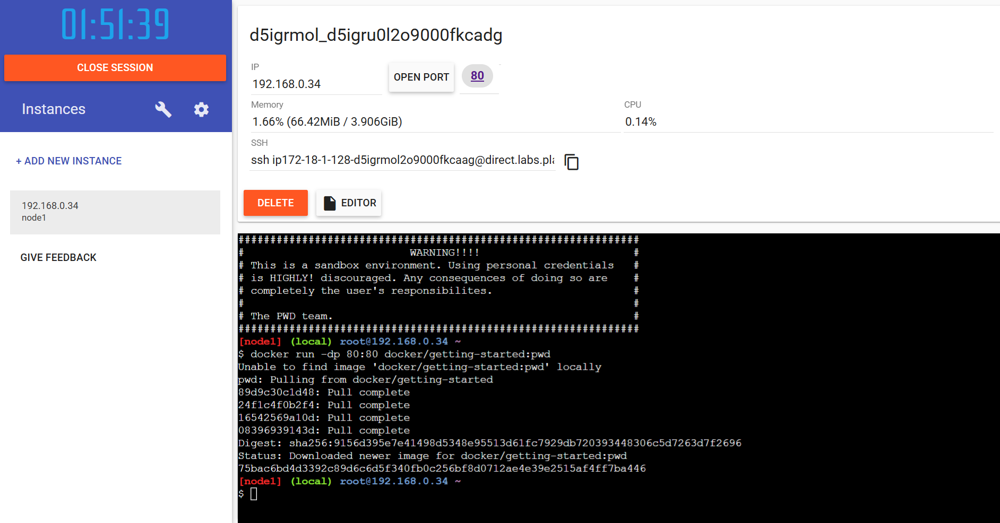 01:51:39
CLOSE SESSION
Instances
+ ADD NEW INSTANCE
192.168.0.34
node1
GIVE FEEDBACK
d5igrmol_d5igru0l2o9000fkcadg
IP
192.168.0.34
OPEN PORT
80
Memory
1.66% (66.42MiB / 3.906GiB)
CPU
0.14%
SSH
ssh ip172-18-1-128-d5igrmol2o9000fkcaag@direct.labs.pla
DELETE
EDITOR
###############################################################
#                          WARNING!!!!                        #
# This is a sandbox environment. Using personal credentials   #
# is HIGHLY! discouraged. Any consequences of doing so are    #
# completely the user's responsibilites.                      #
#                                                             #
# The PWD team.                                               #
###############################################################
[node1] (local) root@192.168.0.34 ~
$ docker run -dp 80:80 docker/getting-started:pwd
Unable to find image 'docker/getting-started:pwd' locally
pwd: Pulling from docker/getting-started
89d9c30c1d48: Pull complete
24f1c4f0b2f4: Pull complete
16542569a10d: Pull complete
08396939143d: Pull complete
Digest: sha256:9156d395e7e41498d5348e95513d61fc7929db720393448306c5d7263d7f2696
Status: Downloaded newer image for docker/getting-started:pwd
75bac6bd4d3392c89d6c6d5f340fb0c256bf8d0712ae4e39e2515af4ff7ba446
[node1] (local) root@192.168.0.34 ~
$